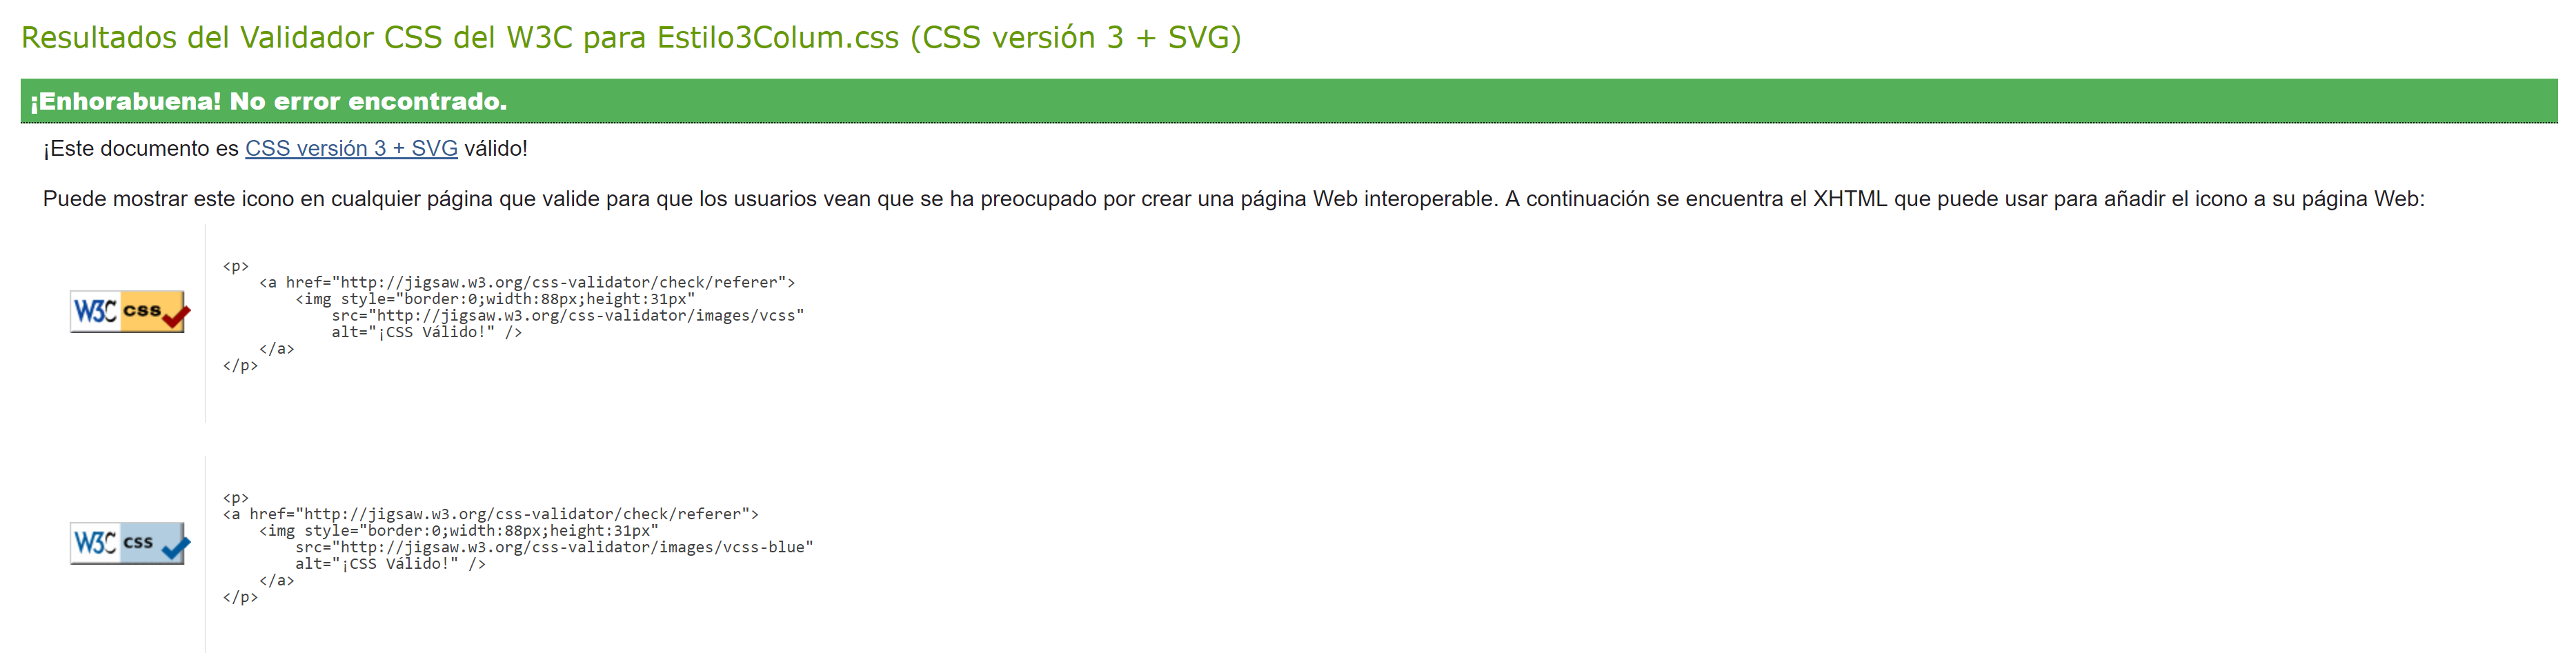 Resultados del Validador CSS del W3C para Estilo3Colum.css (CSS versión 3 + SVG)
¡Enhorabuena! No error encontrado.
¡Este documento es CSS versión 3 + SVG válido!
Puede mostrar este icono en cualquier página que valide para que los usuarios vean que se ha preocupado por crear una página Web interoperable. A continuación se encuentra el XHTML que puede usar para añadir el icono a su página Web:
W3C css
<p>
    <a href="http://jigsaw.w3.org/css-validator/check/referer">
        <img style="border:0;width:88px;height:31px"
            src="http://jigsaw.w3.org/css-validator/images/vcss"
            alt="¡CSS Válido!" />
    </a>
</p>
W3C css
<p>
<a href="http://jigsaw.w3.org/css-validator/check/referer">
    <img style="border:0;width:88px;height:31px"
        src="http://jigsaw.w3.org/css-validator/images/vcss-blue"
        alt="¡CSS Válido!" />
    </a>
</p>